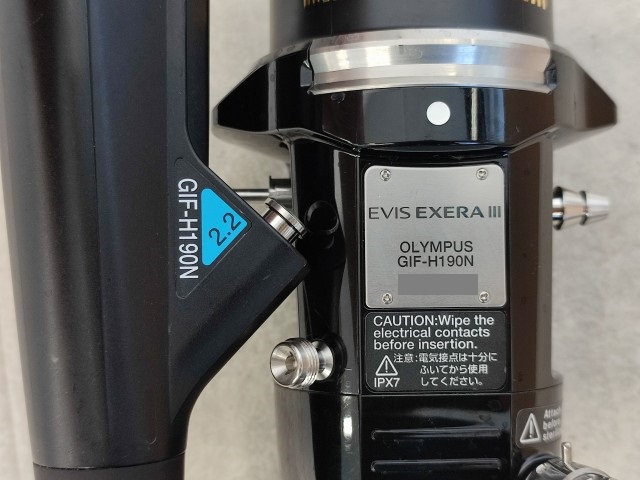 GIF-H190N
2.2
EVIS EXERA III
OLYMPUS
GIF-H190N
CAUTION:Wipe the
electrical contacts
before insertion.
注意:電気接点は十分に
ふいてから使用
してください。
IPX7